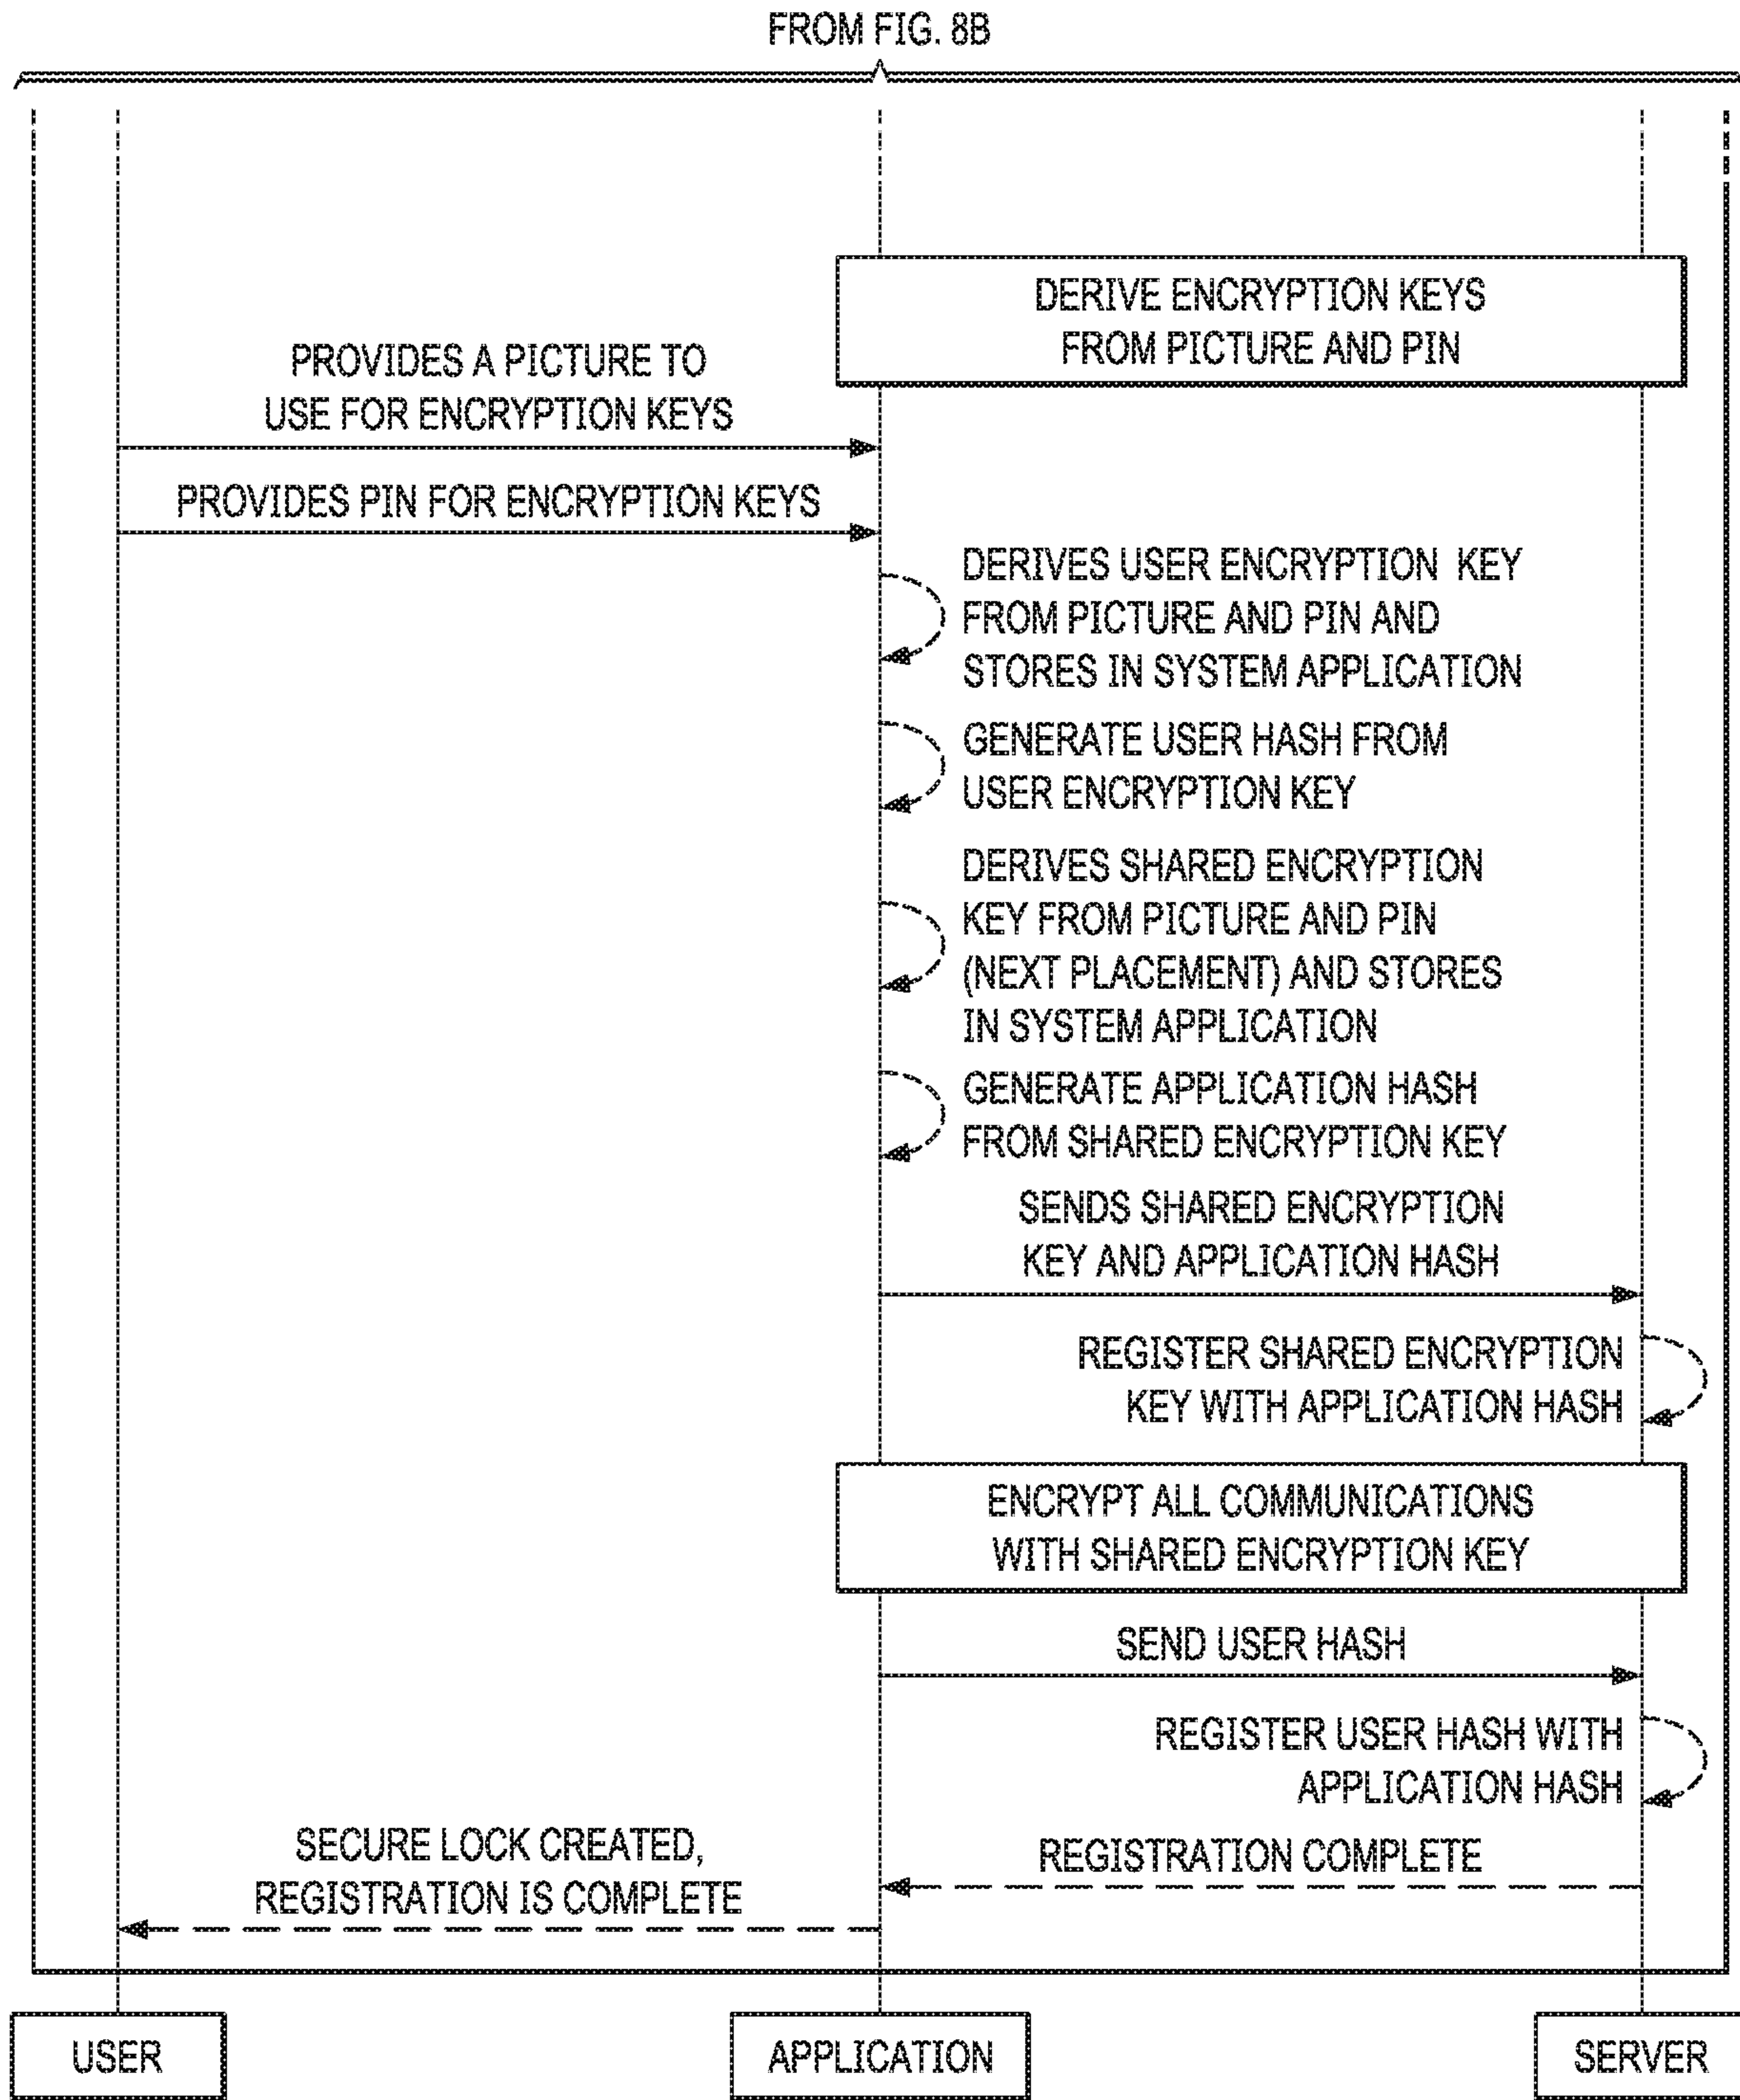 FROM FIG. 8B
DERIVE ENCRYPTION KEYS
FROM PICTURE AND PIN
PROVIDES A PICTURE TO
USE FOR ENCRYPTION KEYS
PROVIDES PIN FOR ENCRYPTION KEYS
DERIVES USER ENCRYPTION KEY
FROM PICTURE AND PIN AND
STORES IN SYSTEM APPLICATION
GENERATE USER HASH FROM
USER ENCRYPTION KEY
DERIVES SHARED ENCRYPTION
KEY FROM PICTURE AND PIN
(NEXT PLACEMENT) AND STORES
IN SYSTEM APPLICATION
GENERATE APPLICATION HASH
FROM SHARED ENCRYPTION KEY
SENDS SHARED ENCRYPTION
KEY AND APPLICATION HASH
REGISTER SHARED ENCRYPTION
KEY WITH APPLICATION HASH
ENCRYPT ALL COMMUNICATIONS
WITH SHARED ENCRYPTION KEY
SEND USER HASH
REGISTER USER HASH WITH
APPLICATION HASH
REGISTRATION COMPLETE
SECURE LOCK CREATED,
REGISTRATION IS COMPLETE
USER
APPLICATION
SERVER